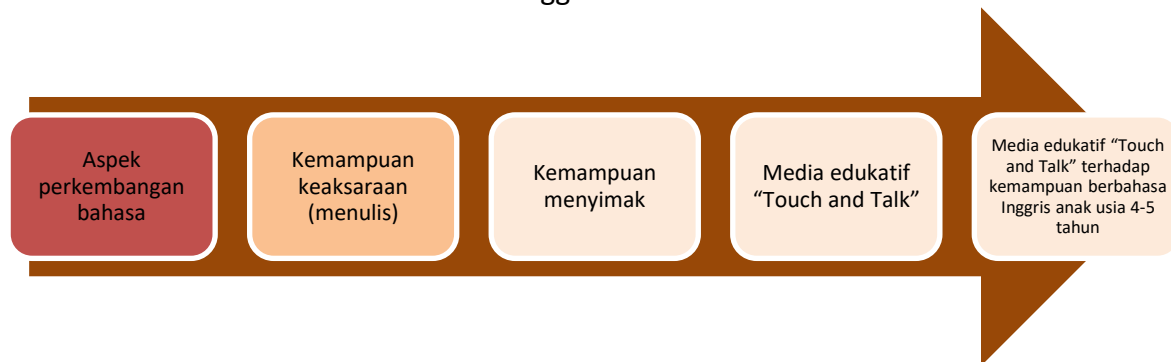 Aspek
perkembangan
bahasa
Kemampuan
keaksaraan
(menulis)
Kemampuan
menyimak
Media edukatif
“Touch and Talk”
Media edukatif “Touch
and Talk” terhadap
kemampuan berbahasa
Inggris anak usia 4-5
tahun